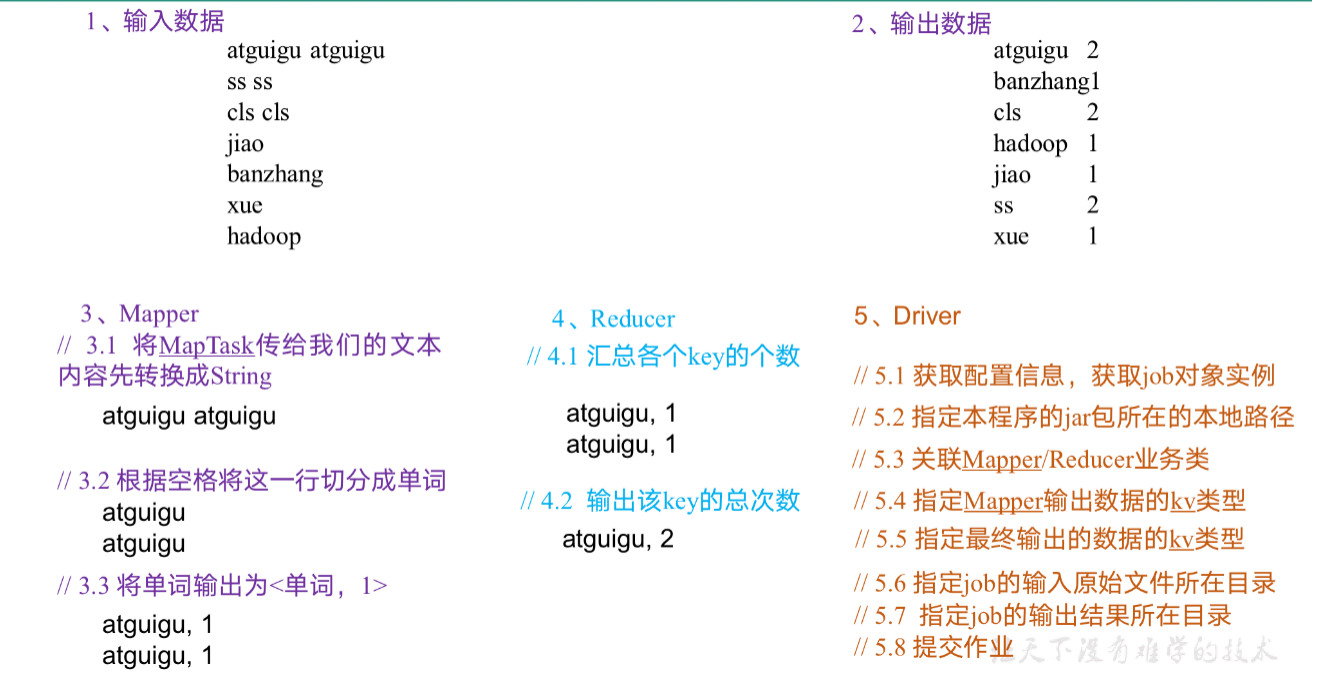 1、输入数据
atguigu atguigu
ss ss
cls cls
jiao
banzhang
xue
hadoop
2、输出数据
atguigu 2
banzhang1
cls 2
hadoop 1
jiao 1
ss 2
xue 1
3、Mapper
// 3.1 将MapTask传给我们的文本
内容先转换成String
atguigu atguigu
// 3.2 根据空格将这一行切分成单词
atguigu
atguigu
// 3.3 将单词输出为<单词，1>
atguigu, 1
atguigu, 1
4、Reducer
// 4.1 汇总各个key的个数
atguigu, 1
atguigu, 1
// 4.2 输出该key的总次数
atguigu, 2
5、Driver
// 5.1 获取配置信息，获取job对象实例
// 5.2 指定本程序的jar包所在的本地路径
// 5.3 关联Mapper/Reducer业务类
// 5.4 指定Mapper输出数据的kv类型
// 5.5 指定最终输出的数据的kv类型
// 5.6 指定job的输入原始文件所在目录
// 5.7 指定job的输出结果所在目录
// 5.8 提交作业
天下没有难学的技术